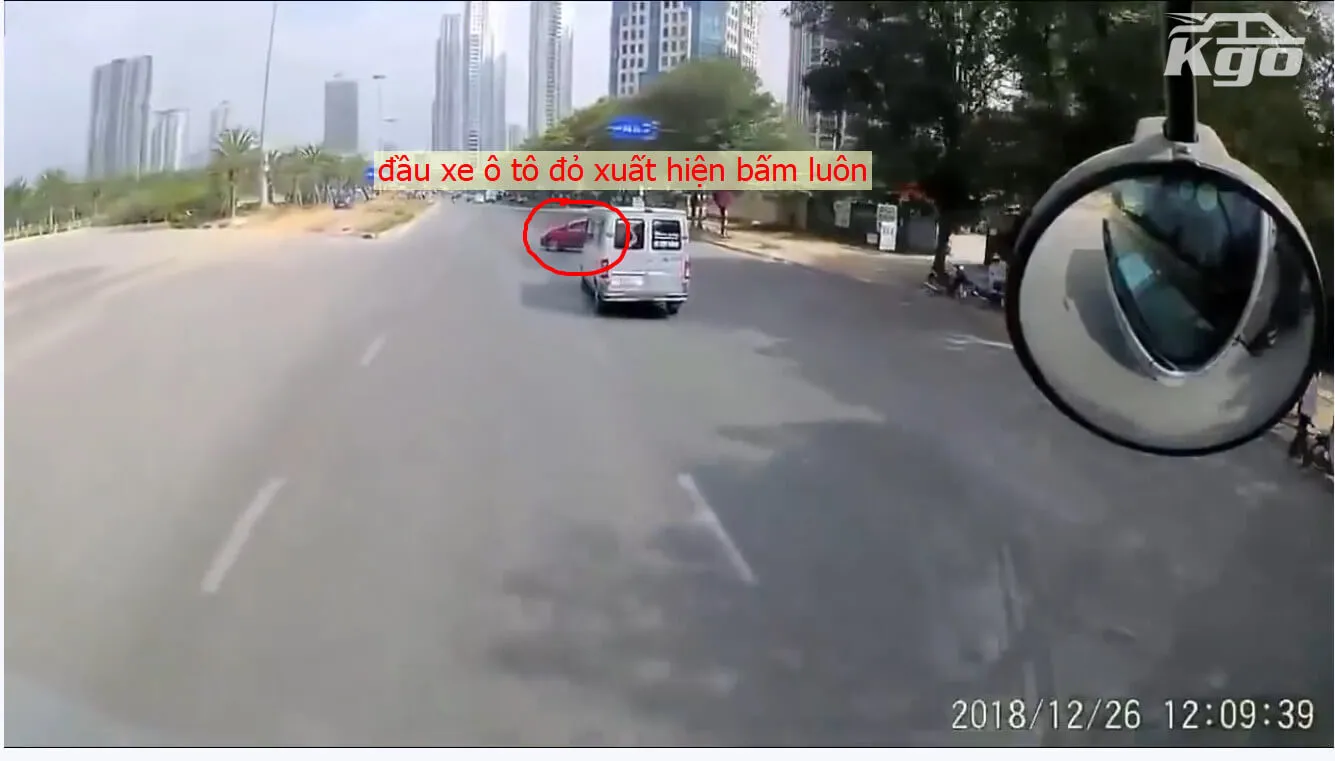 Kgo
đầu xe ô tô đỏ xuất hiện bấm luôn
2018/12/26 12:09:39